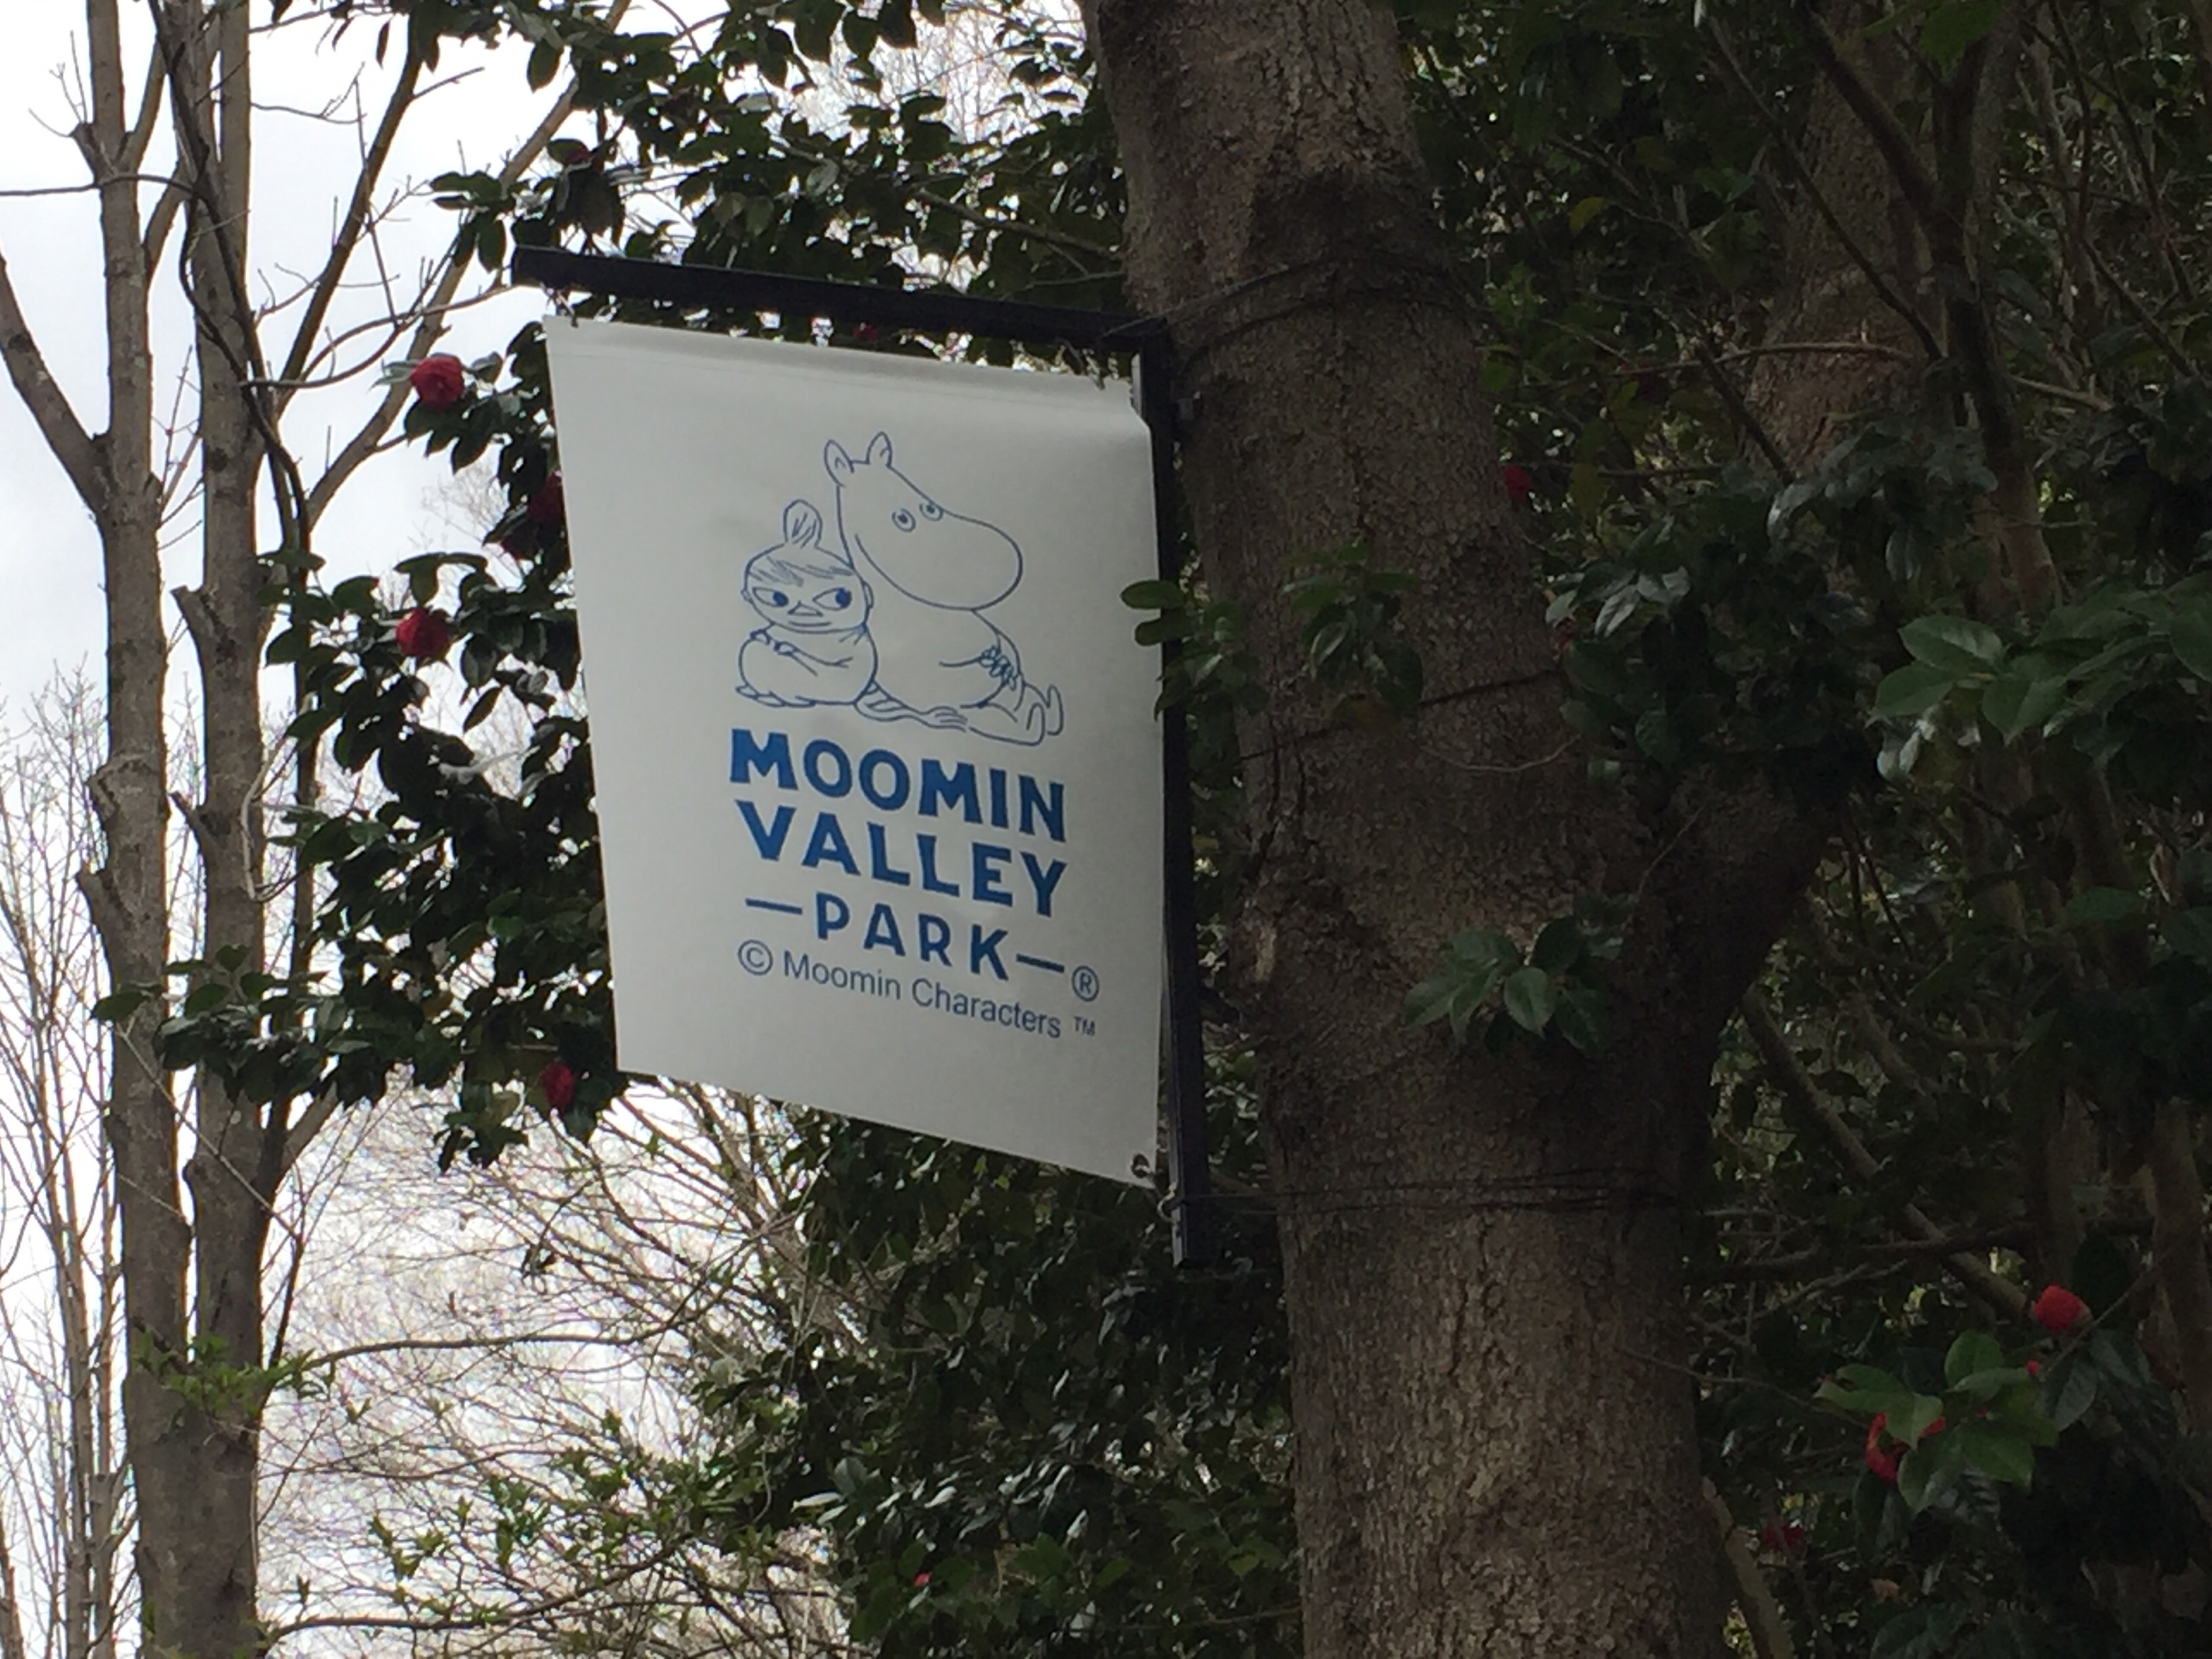 MOOMIN
VALLEY
—PARK—®
© Moomin Characters ™